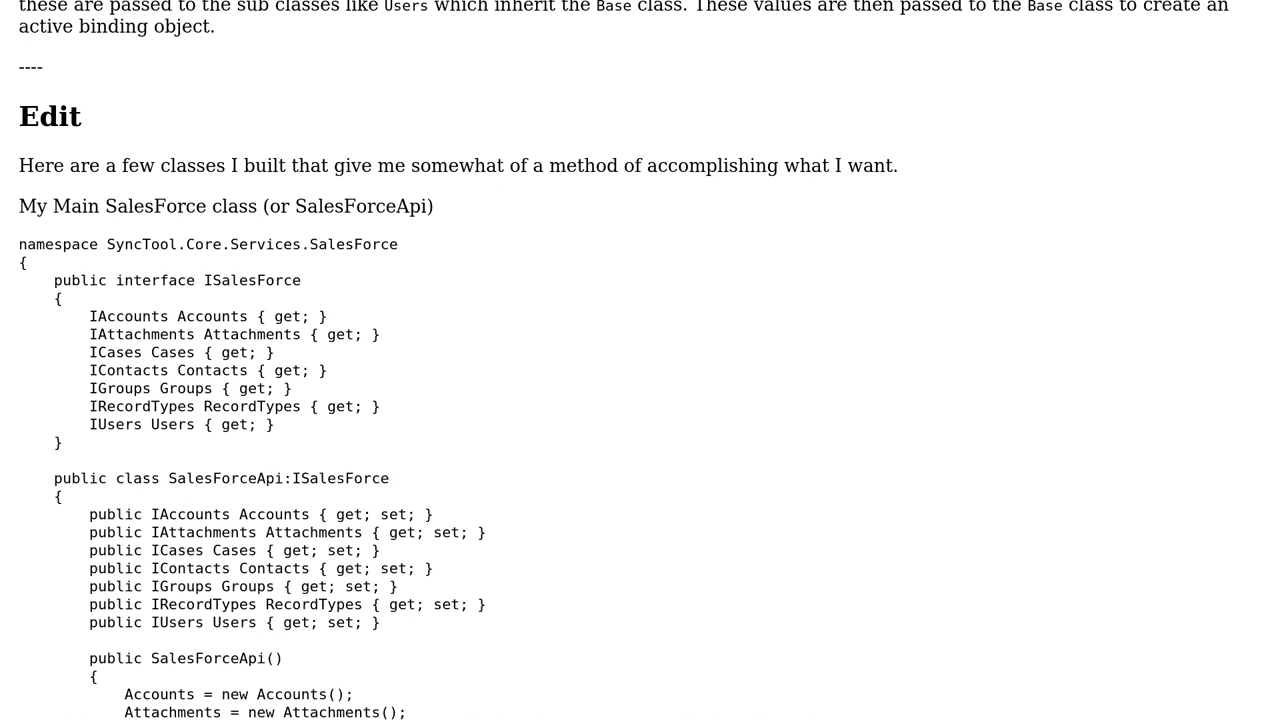 these are passed to the sub classes like Users which inherit the Base class. These values are then passed to the Base class to create an
active binding object.
----
Edit
Here are a few classes I built that give me somewhat of a method of accomplishing what I want.
My Main SalesForce class (or SalesForceApi)
namespace SyncTool.Core.Services.SalesForce
{
    public interface ISalesForce
    {
        IAccounts Accounts { get; }
        IAttachments Attachments { get; }
        ICases Cases { get; }
        IContacts Contacts { get; }
        IGroups Groups { get; }
        IRecordTypes RecordTypes { get; }
        IUsers Users { get; }
    }

    public class SalesForceApi:ISalesForce
    {
        public IAccounts Accounts { get; set; }
        public IAttachments Attachments { get; set; }
        public ICases Cases { get; set; }
        public IContacts Contacts { get; set; }
        public IGroups Groups { get; set; }
        public IRecordTypes RecordTypes { get; set; }
        public IUsers Users { get; set; }

        public SalesForceApi()
        {
            Accounts = new Accounts();
            Attachments = new Attachments();